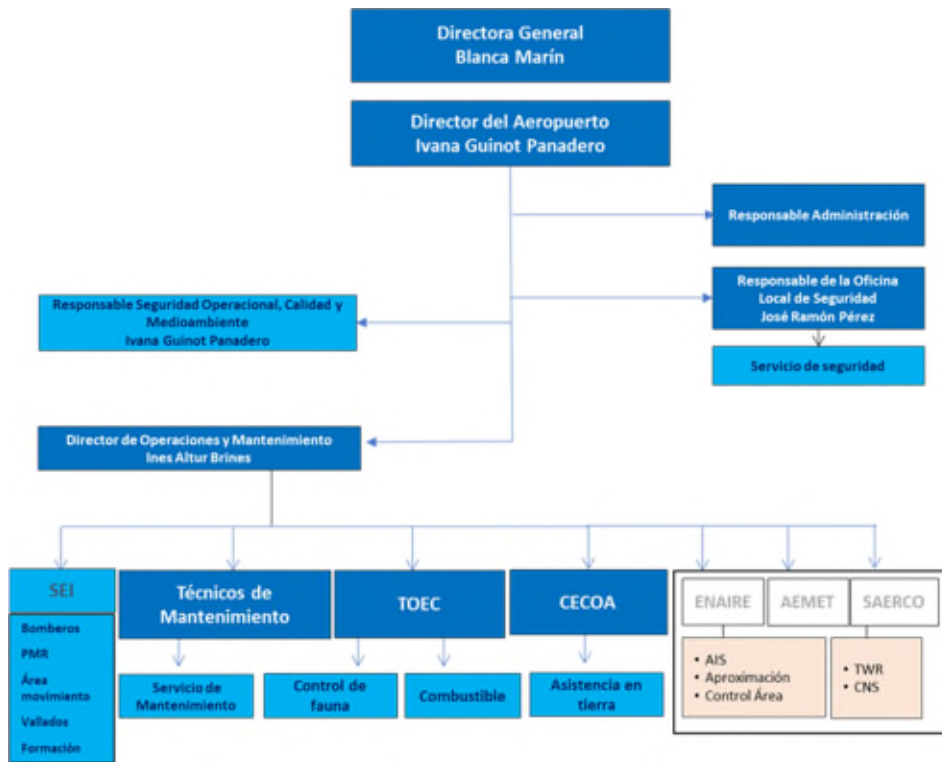 Directora General
Blanca Marín
Director del Aeropuerto
Ivana Guinot Panadero
Responsable Administración
Responsable de la Oficina
Local de Seguridad
José Ramón Pérez
Servicio de seguridad
Responsable Seguridad Operacional, Calidad y
Medioambiente
Ivana Guinot Panadero
Director de Operaciones y Mantenimiento
Ines Altur Brines
SEI
Bomberos
PMR
Área
movimiento
Vallados
Formación
Técnicos de
Mantenimiento
Servicio de
Mantenimiento
TOEC
Control de
fauna
Combustible
CECOA
Asistencia en
tierra
ENAIRE
AEMET
SAERCO
• AIS
• Aproximación
• Control Área
• TWR
• CNS